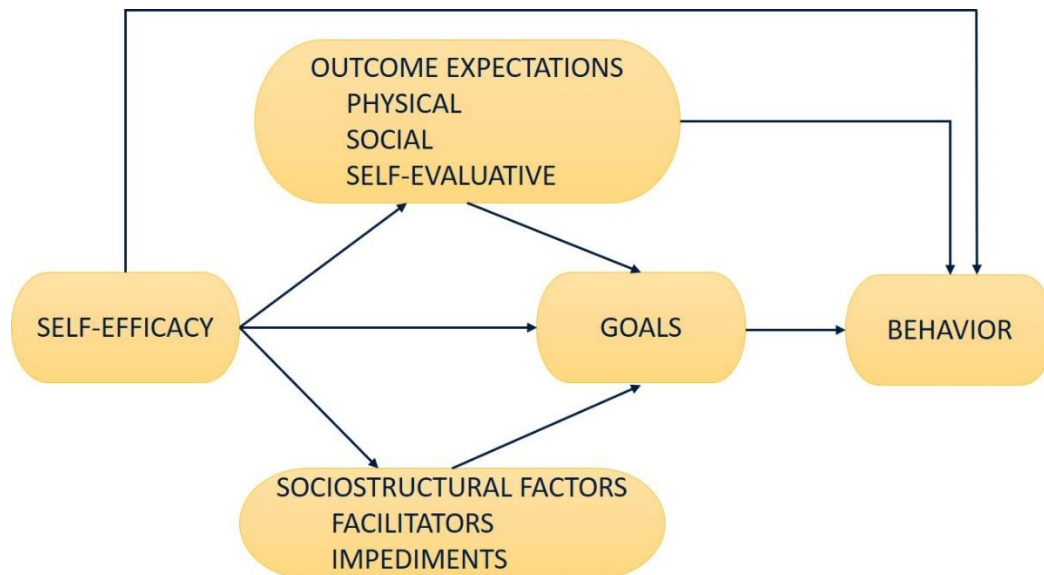 OUTCOME EXPECTATIONS
PHYSICAL
SOCIAL
SELF-EVALUATIVE
SELF-EFFICACY
GOALS
BEHAVIOR
SOCIOSTRUCTURAL FACTORS
FACILITATORS
IMPEDIMENTS